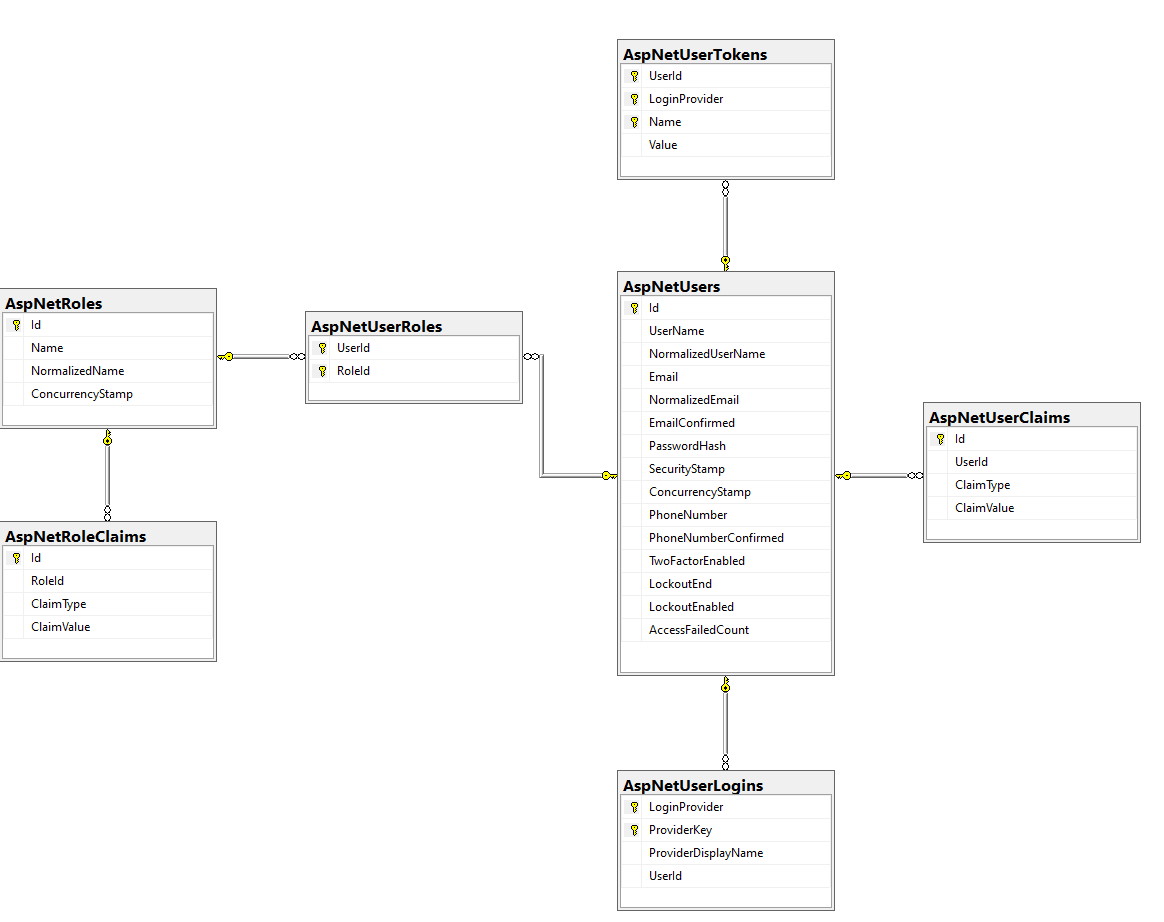 AspNetUserTokens
UserId
LoginProvider
Name
Value
AspNetRoles
Id
Name
NormalizedName
ConcurrencyStamp
AspNetUserRoles
UserId
RoleId
AspNetUsers
Id
UserName
NormalizedUserName
Email
NormalizedEmail
EmailConfirmed
PasswordHash
SecurityStamp
ConcurrencyStamp
PhoneNumber
PhoneNumberConfirmed
TwoFactorEnabled
LockoutEnd
LockoutEnabled
AccessFailedCount
AspNetUserClaims
Id
UserId
ClaimType
ClaimValue
AspNetRoleClaims
Id
RoleId
ClaimType
ClaimValue
AspNetUserLogins
LoginProvider
ProviderKey
ProviderDisplayName
UserId